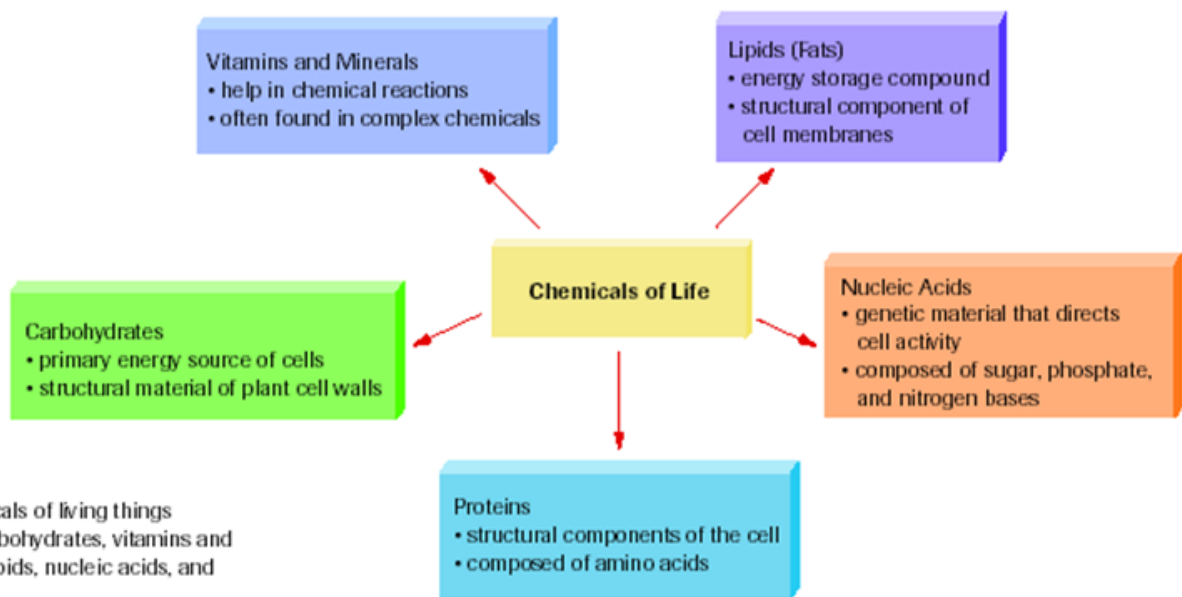 Vitamins and Minerals
• help in chemical reactions
• often found in complex chemicals
Lipids (Fats)
• energy storage compound
• structural component of
cell membranes
Chemicals of Life
Carbohydrates
• primary energy source of cells
• structural material of plant cell walls
Nucleic Acids
• genetic material that directs
cell activity
• composed of sugar, phosphate,
and nitrogen bases
Proteins
• structural components of the cell
• composed of amino acids
of living things
vitamins and
nucleic acids, and